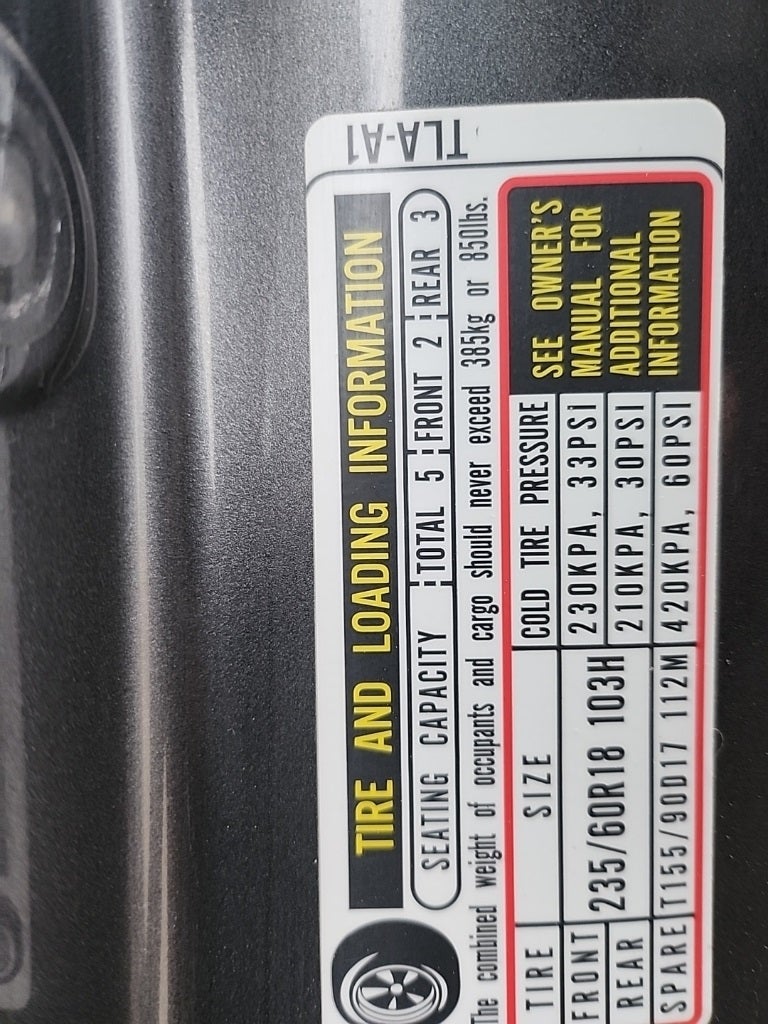 TLA-A1
TIRE AND LOADING INFORMATION
SEATING CAPACITY TOTAL 5 FRONT 2 REAR 3
The combined weight of occupants and cargo should never exceed 385kg or 850lbs.
TIRE SIZE COLD TIRE PRESSURE
FRONT 235/60R18 103H 230KPA, 33PSi
REAR 210KPA, 30PSI
SPARE T155/90D17 112M 420KPA, 60PSI
SEE OWNER'S
MANUAL FOR
ADDITIONAL
INFORMATION